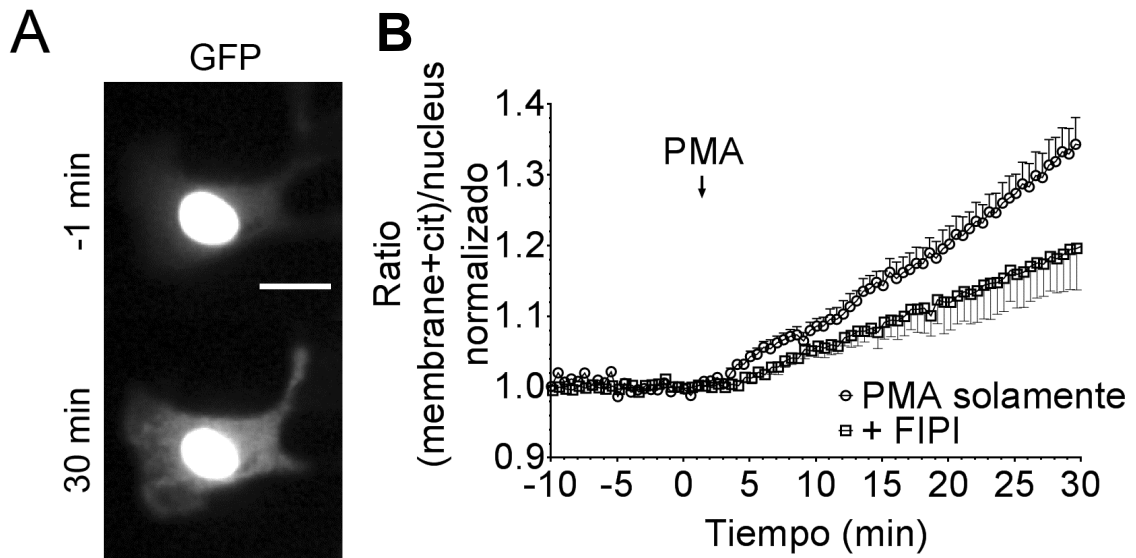 A
GFP
-1 min
30 min
B
Ratio
(membrane+cit)/nucleus
normalizado
1.4
1.3
1.2
1.1
1.0
0.9
PMA
PMA solamente
+ FIPI
-10 -5 0 5 10 15 20 25 30
Tiempo (min)